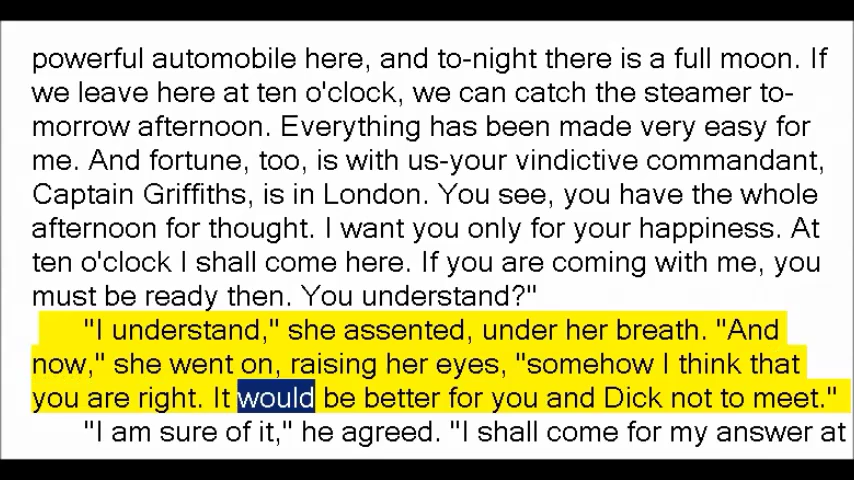 powerful automobile here, and to-night there is a full moon. If
we leave here at ten o'clock, we can catch the steamer to-
morrow afternoon. Everything has been made very easy for
me. And fortune, too, is with us-your vindictive commandant,
Captain Griffiths, is in London. You see, you have the whole
afternoon for thought. I want you only for your happiness. At
ten o'clock I shall come here. If you are coming with me, you
must be ready then. You understand?"
"I understand," she assented, under her breath. "And
now," she went on, raising her eyes, "somehow I think that
you are right. It would be better for you and Dick not to meet."
"I am sure of it," he agreed. "I shall come for my answer at